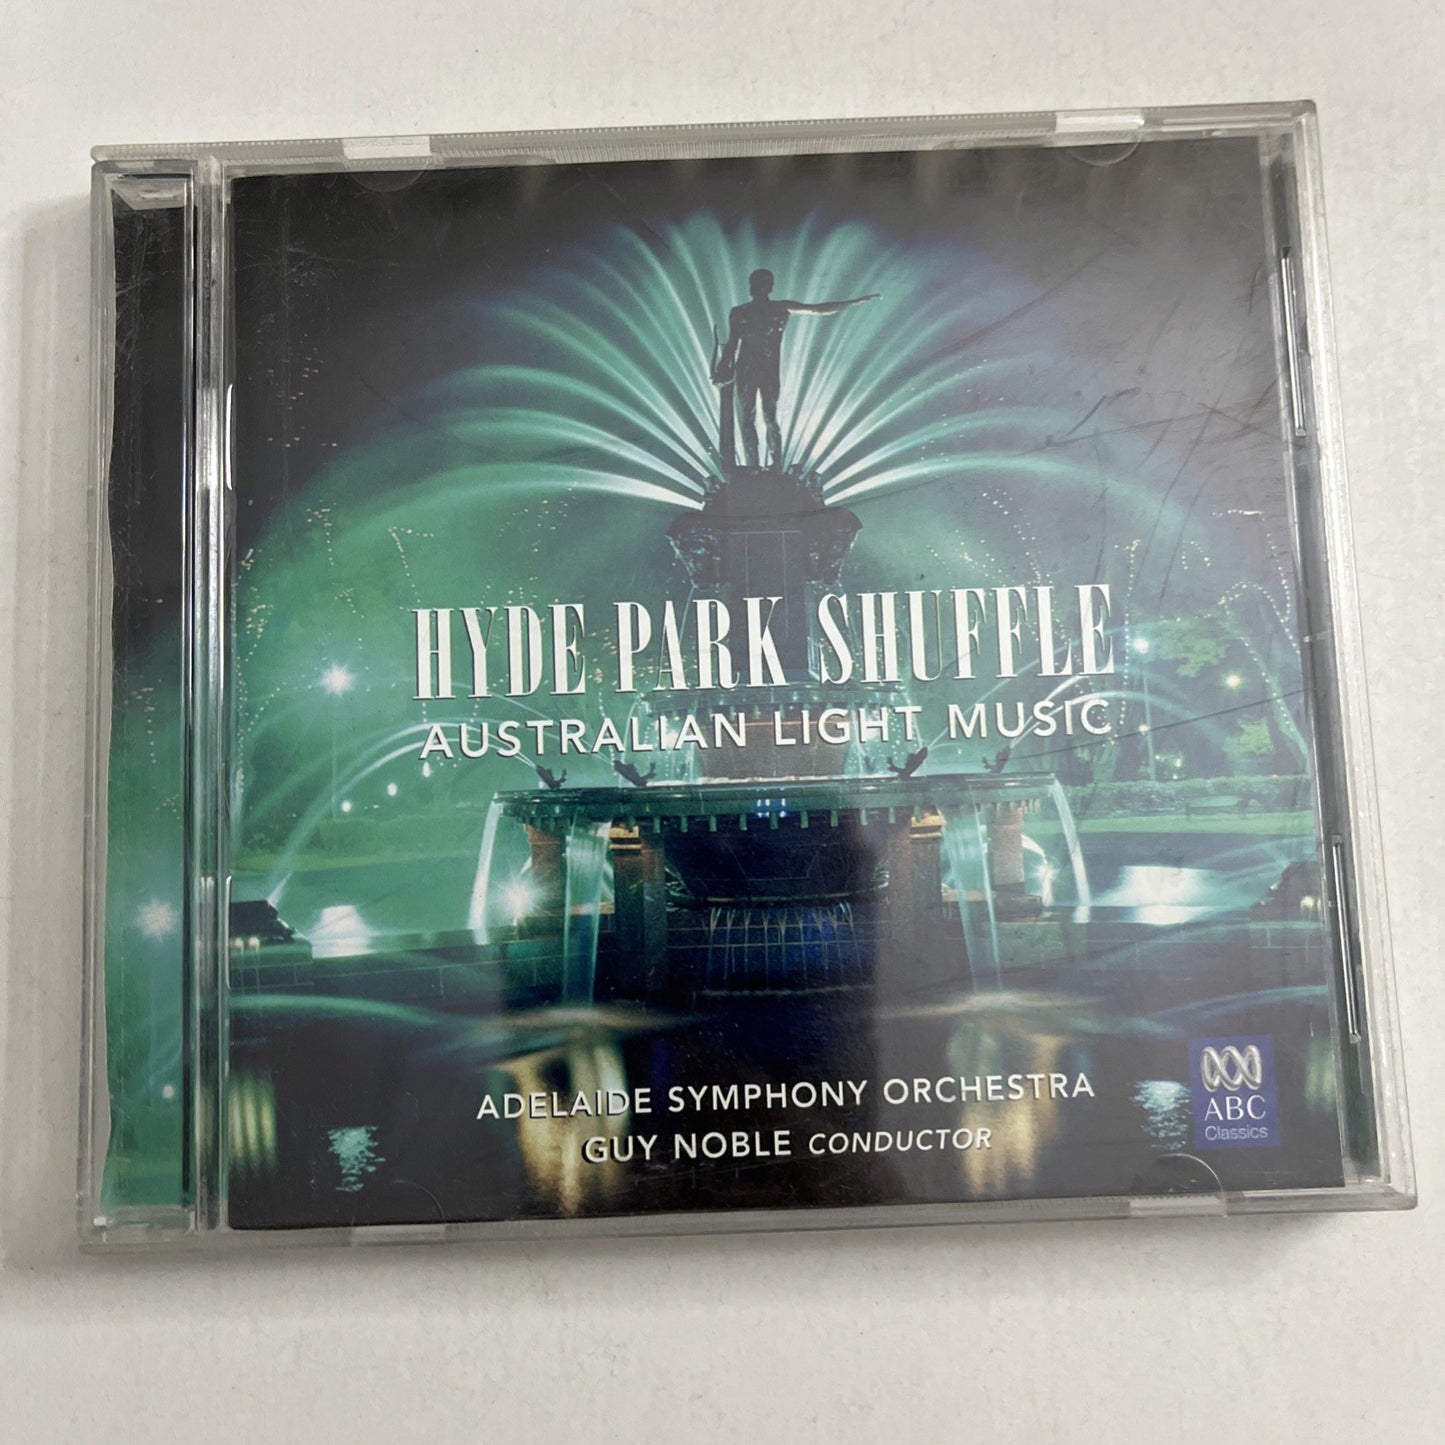 HYDE PARK SHUFFLE
AUSTRALIAN LIGHT MUSIC
ADELAIDE SYMPHONY ORCHESTRA
GUY NOBLE CONDUCTOR
ABC
Classics